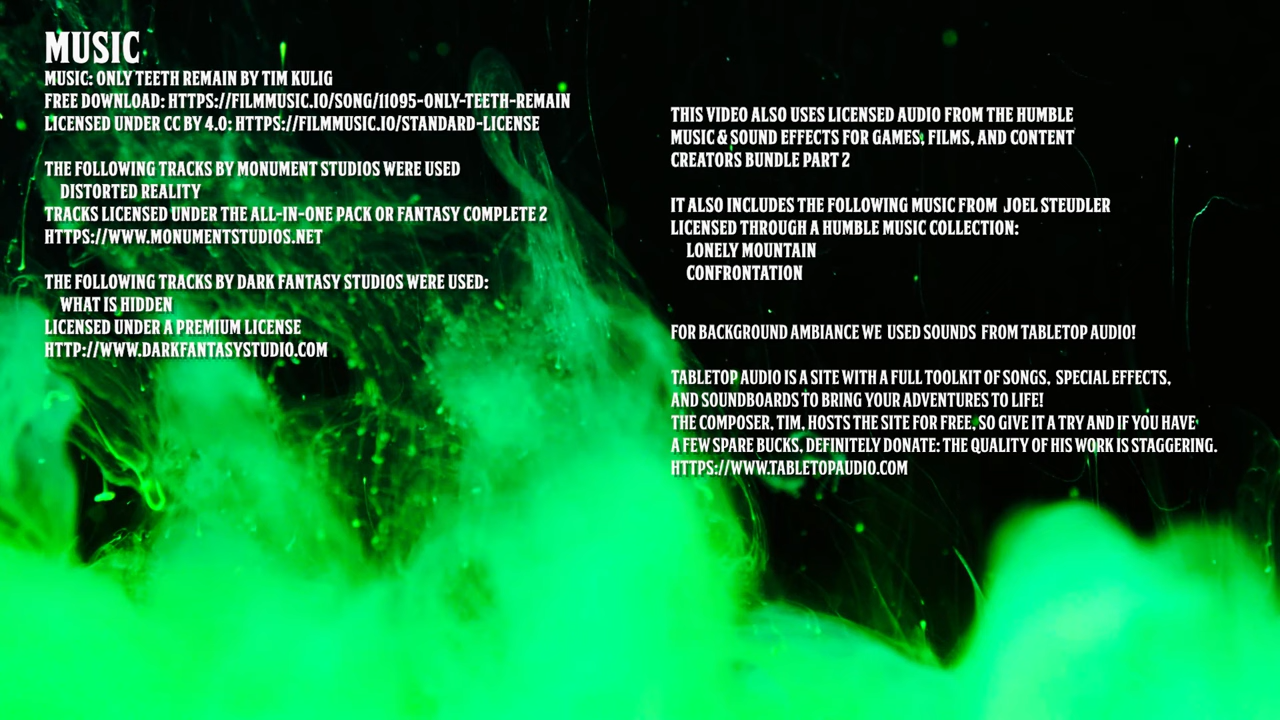 MUSIC
MUSIC: ONLY TEETH REMAIN BY TIM KULIG
FREE DOWNLOAD: HTTPS://FILMMUSIC.IO/SONG/11095-ONLY-TEETH-REMAIN
LICENSED UNDER CC BY 4.0: HTTPS://FILMMUSIC.IO/STANDARD-LICENSE
THE FOLLOWING TRACKS BY MONUMENT STUDIOS WERE USED
DISTORTED REALITY
TRACKS LICENSED UNDER THE ALL-IN-ONE PACK OR FANTASY COMPLETE 2
HTTPS://WWW.MONUMENTSTUDIOS.NET
THE FOLLOWING TRACKS BY DARK FANTASY STUDIOS WERE USED:
WHAT IS HIDDEN
LICENSED UNDER A PREMIUM LICENSE
HTTP://WWW.DARKFANTASYSTUDIO.COM
THIS VIDEO ALSO USES LICENSED AUDIO FROM THE HUMBLE
MUSIC & SOUND EFFECTS FOR GAMES, FILMS, AND CONTENT
CREATORS BUNDLE PART 2
IT ALSO INCLUDES THE FOLLOWING MUSIC FROM JOEL STEUDLER
LICENSED THROUGH A HUMBLE MUSIC COLLECTION:
LONELY MOUNTAIN
CONFRONTATION
FOR BACKGROUND AMBIANCE WE USED SOUNDS FROM TABLETOP AUDIO!
TABLETOP AUDIO IS A SITE WITH A FULL TOOLKIT OF SONGS, SPECIAL EFFECTS,
AND SOUNDBOARDS TO BRING YOUR ADVENTURES TO LIFE!
THE COMPOSER, TIM, HOSTS THE SITE FOR FREE, SO GIVE IT A TRY AND IF YOU HAVE
A FEW SPARE BUCKS, DEFINITELY DONATE: THE QUALITY OF HIS WORK IS STAGGERING.
HTTPS://WWW.TABLETOPAUDIO.COM